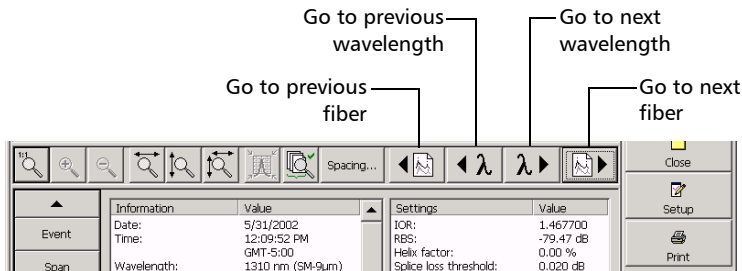 Go to previous wavelength
Go to next wavelength
Go to previous fiber
Go to next fiber
1:1
Spacing...
λ
λ
Close
Setup
Print
Event
Span
Information Value
Date: 5/31/2002
Time: 12:09:52 PM
GMT-5:00
Wavelength: 1310 nm (SM-9µm)
Settings Value
IOR: 1.467700
RBS: -79.47 dB
Helix factor: 0.00 %
Splice loss threshold: 0.020 dB